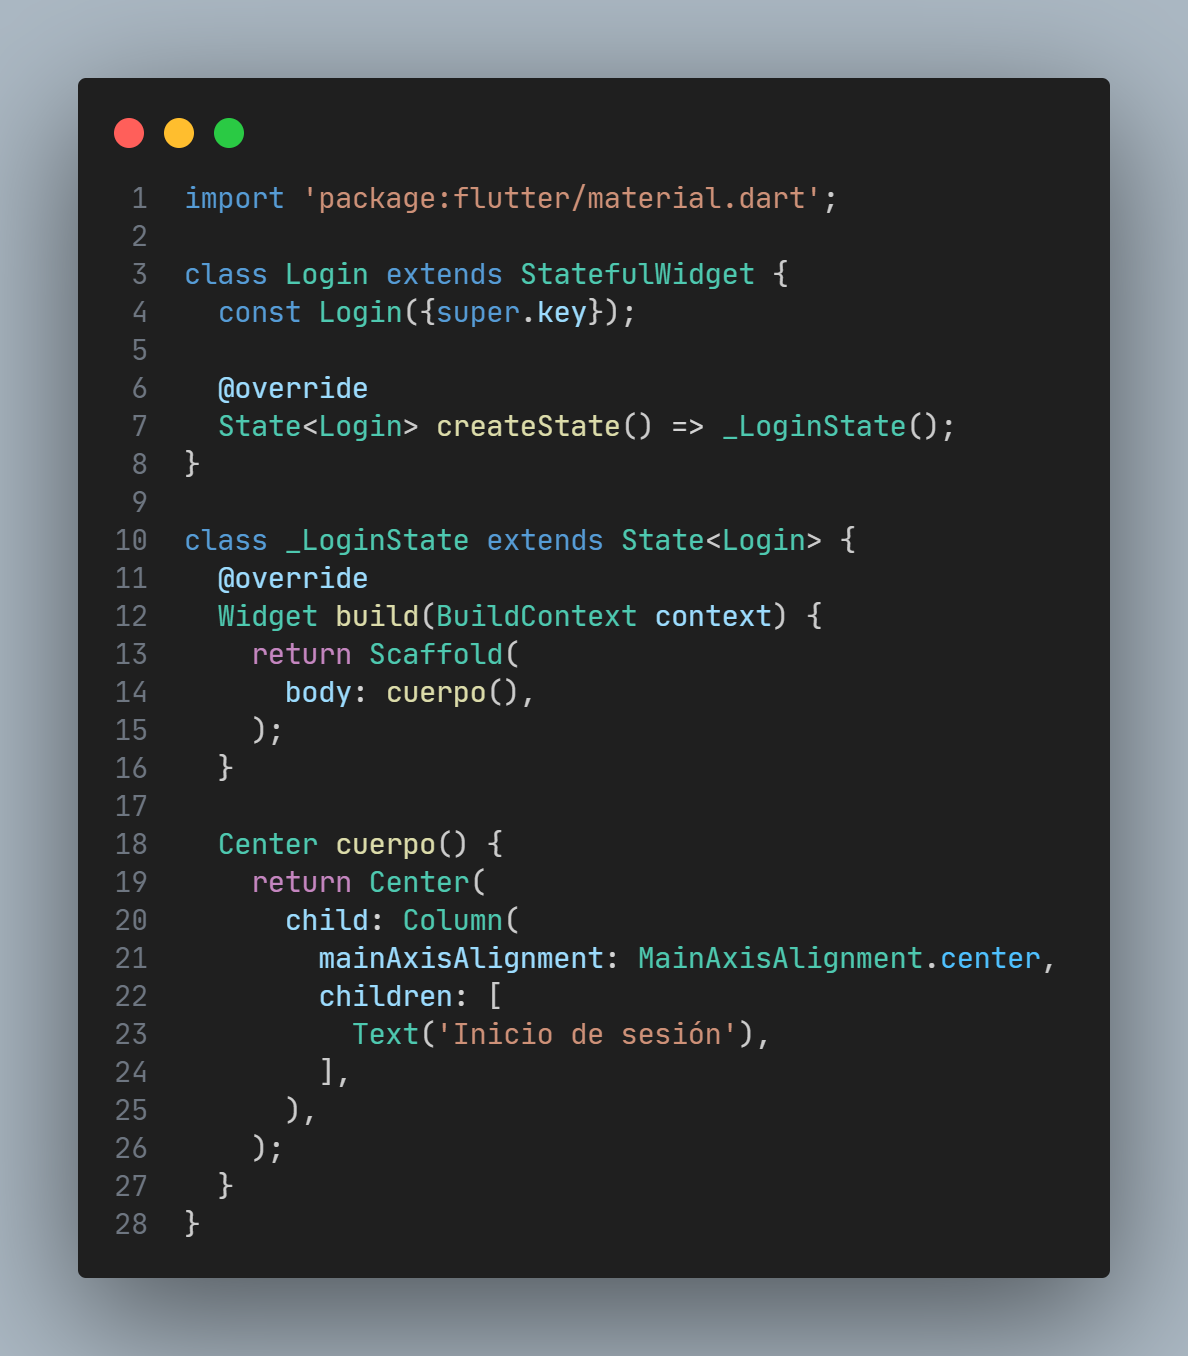 1 import 'package:flutter/material.dart';
2
3 class Login extends StatefulWidget {
4   const Login({super.key});
5
6   @override
7   State<Login> createState() => _LoginState();
8 }
9
10 class _LoginState extends State<Login> {
11   @override
12   Widget build(BuildContext context) {
13     return Scaffold(
14       body: cuerpo(),
15     );
16   }
17
18   Center cuerpo() {
19     return Center(
20       child: Column(
21         mainAxisAlignment: MainAxisAlignment.center,
22         children: [
23           Text('Inicio de sesión'),
24         ],
25       ),
26     );
27   }
28 }